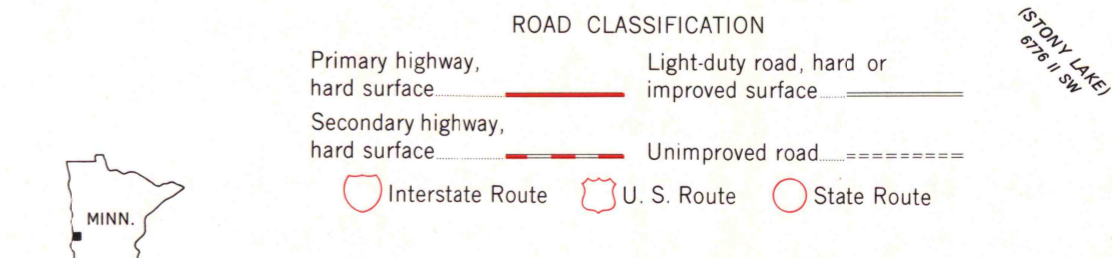 ROAD CLASSIFICATION
Primary highway,
hard surface
Light-duty road, hard or
improved surface
Secondary highway,
hard surface
Unimproved road
Interstate Route
U. S. Route
State Route
MINN.
(STONY LAKE)
6776 II SW